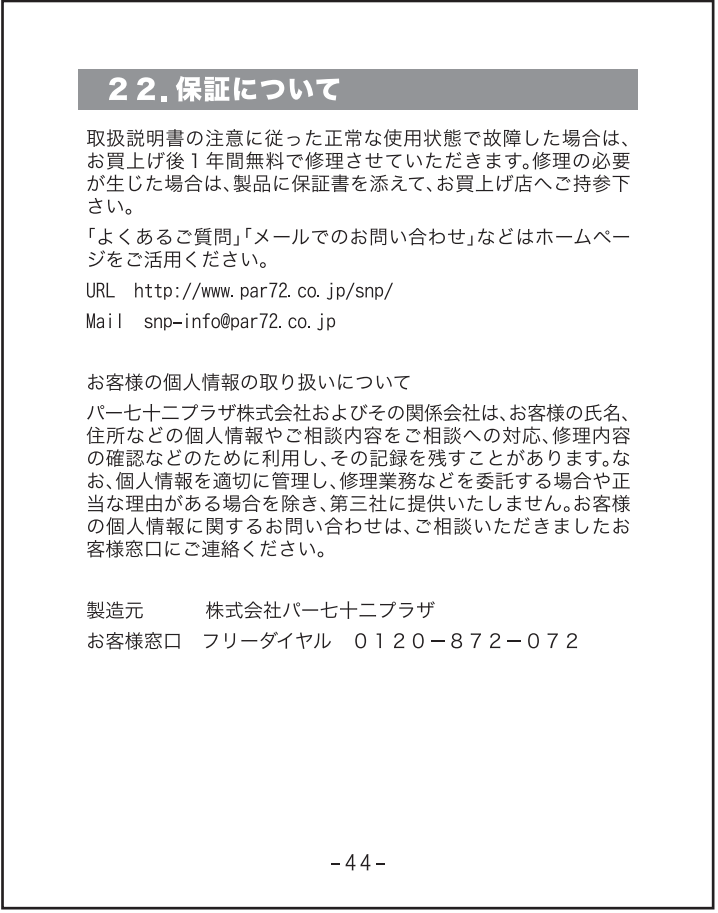 ２２．保証について
取扱説明書の注意に従った正常な使用状態で故障した場合は、
お買上げ後１年間無料で修理させていただきます。修理の必要
が生じた場合は、製品に保証書を添えて、お買上げ店へご持参下
さい。
「よくあるご質問」「メールでのお問い合わせ」などはホームペー
ジをご活用ください。
URL　http://www.par72.co.jp/snp/
Mail　snp-info@par72.co.jp
お客様の個人情報の取り扱いについて
パー七十二プラザ株式会社およびその関係会社は、お客様の氏名、
住所などの個人情報やご相談内容をご相談への対応、修理内容
の確認などのために利用し、その記録を残すことがあります。な
お、個人情報を適切に管理し、修理業務などを委託する場合や正
当な理由がある場合を除き、第三社に提供いたしません。お客様
の個人情報に関するお問い合わせは、ご相談いただきましたお
客様窓口にご連絡ください。
製造元　　　株式会社パー七十二プラザ
お客様窓口　フリーダイヤル　０１２０－８７２－０７２
-44-